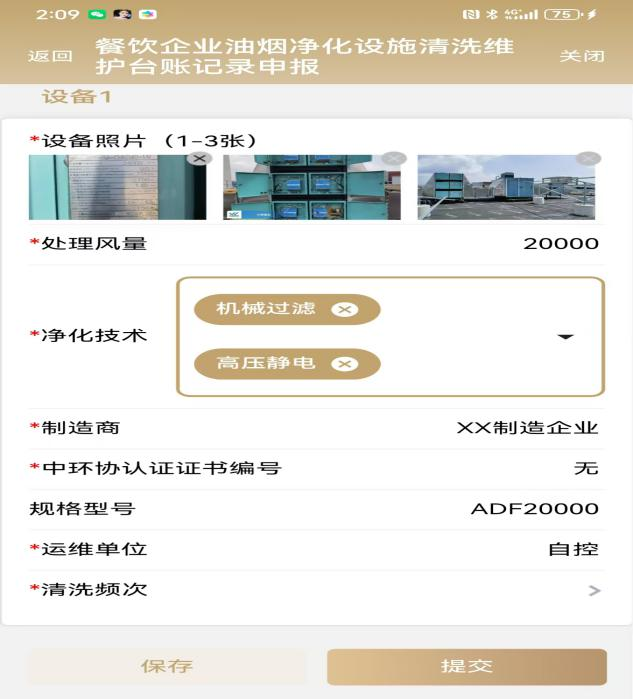 2:09
4G
75
返回
餐饮企业油烟净化设施清洗维
护台账记录申报
关闭
设备1
*设备照片（1-3张）
*处理风量
20000
*净化技术
机械过滤
高压静电
*制造商
XX制造企业
*中环协认证证书编号
无
规格型号
ADF20000
*运维单位
自控
*清洗频次
保存
提交